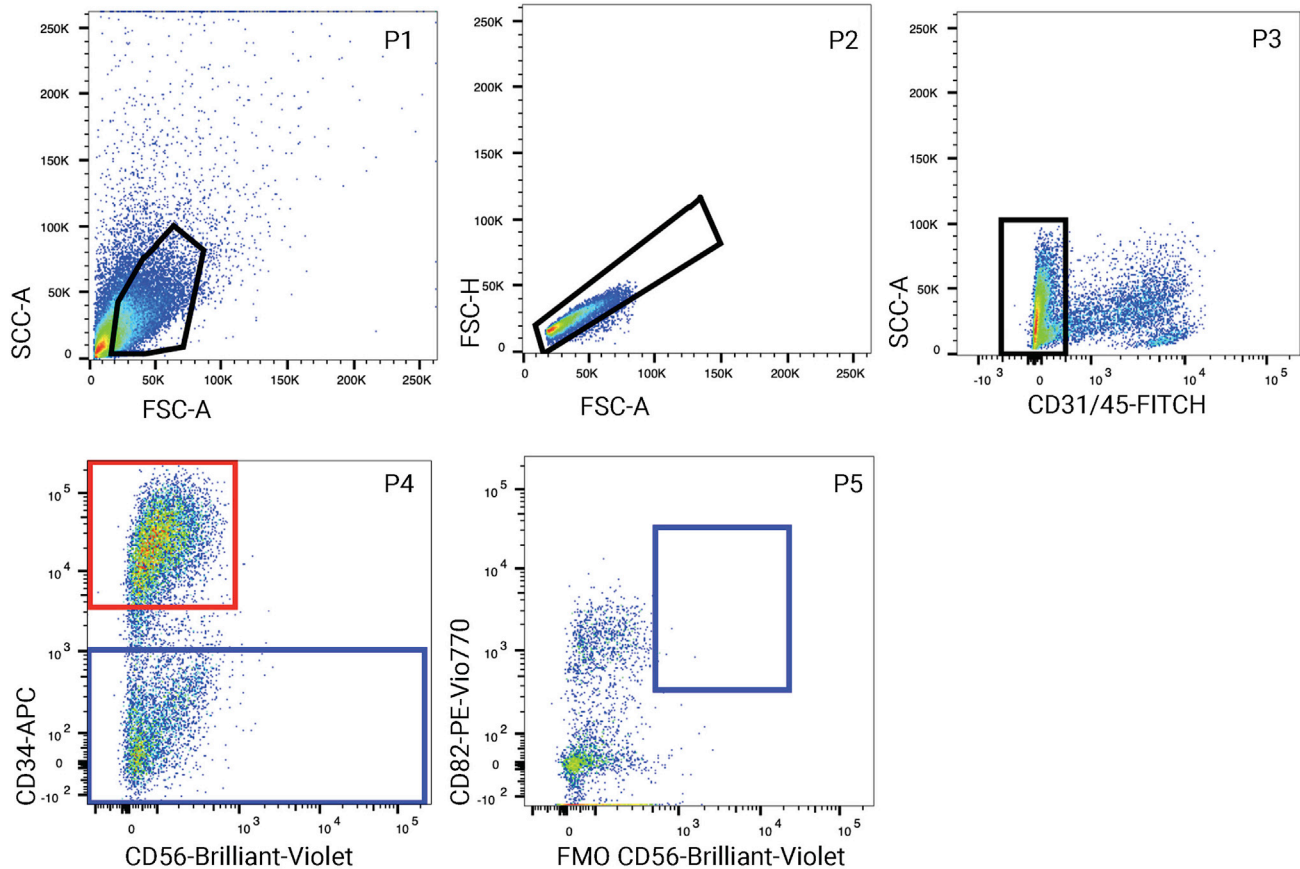 P1
250K
200K
150K
100K
50K
0
SCC-A
0 50K 100K 150K 200K 250K
FSC-A
P2
250K
200K
150K
100K
50K
0
FSC-H
0 50K 100K 150K 200K 250K
FSC-A
P3
250K
200K
150K
100K
50K
0
SCC-A
-10 3 0 10 3 10 4 10 5
CD31/45-FITCH
P4
10 5
10 4
10 3
10 2
0
-10 2
CD34-APC
0 10 3 10 4 10 5
CD56-Brilliant-Violet
P5
10 5
10 4
10 3
10 2
0
-10 2
CD82-PE-Vio770
0 10 3 10 4 10 5
FMO CD56-Brilliant-Violet